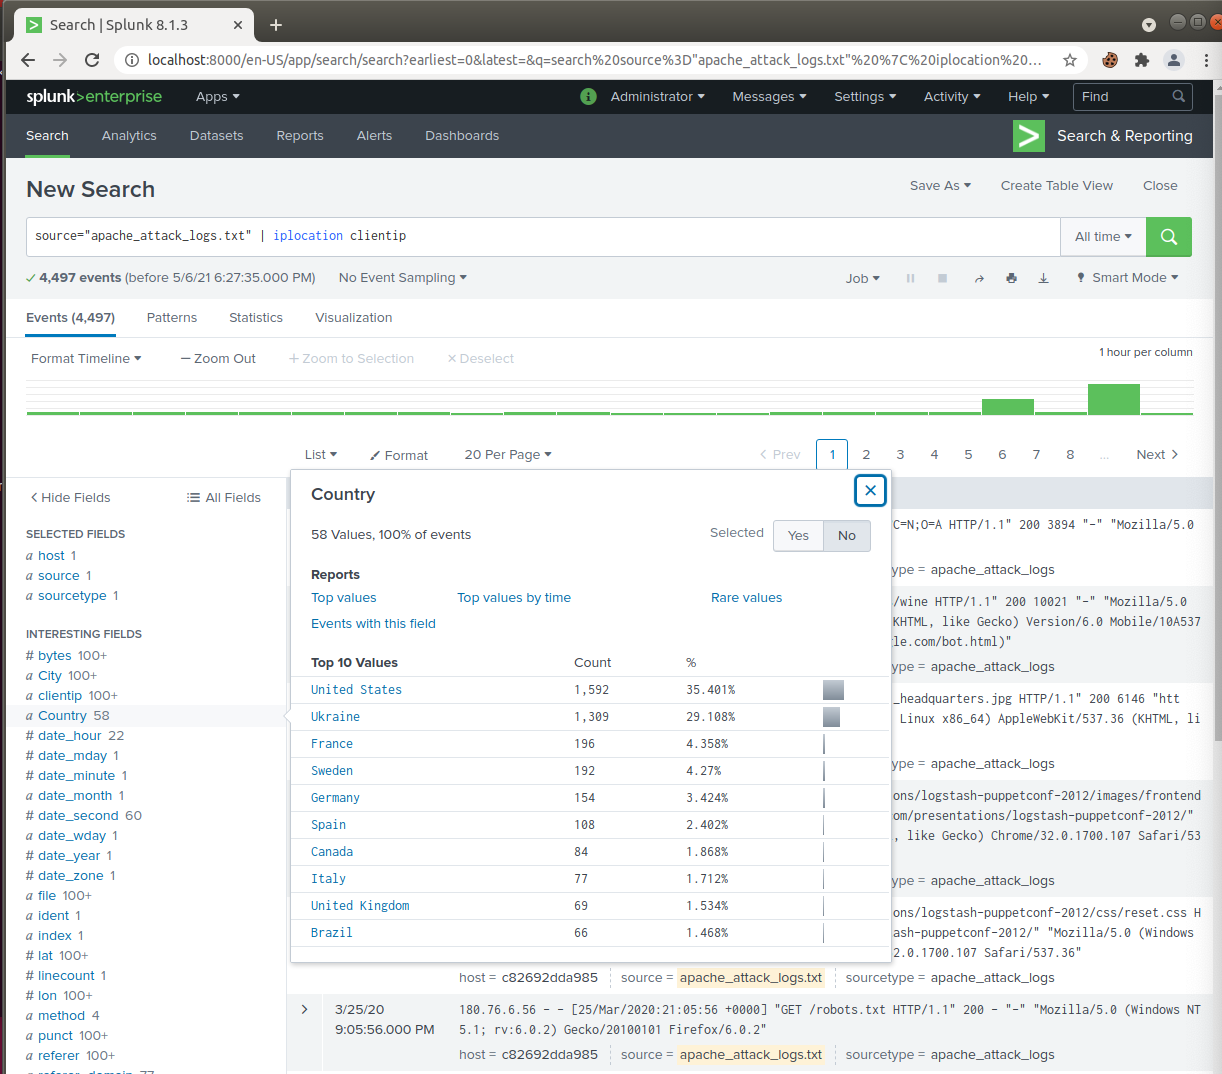 Search | Splunk 8.1.3
localhost:8000/en-US/app/search/search?earliest=0&latest=&q=search%20source%3D"apache_attack_logs.txt"%20%7C%20iplocation%20...
splunk>enterprise Apps Administrator Messages Settings Activity Help Find
Search Analytics Datasets Reports Alerts Dashboards Search & Reporting
New Search Save As Create Table View Close
source="apache_attack_logs.txt" | iplocation clientip All time
4,497 events (before 5/6/21 6:27:35.000 PM) No Event Sampling Job Smart Mode
Events (4,497) Patterns Statistics Visualization
Format Timeline — Zoom Out + Zoom to Selection × Deselect 1 hour per column
List Format 20 Per Page < Prev 1 2 3 4 5 6 7 8 ... Next >
< Hide Fields All Fields
SELECTED FIELDS
a host 1
a source 1
a sourcetype 1
INTERESTING FIELDS
# bytes 100+
a City 100+
a clientip 100+
a Country 58
# date_hour 22
# date_mday 1
# date_minute 1
a date_month 1
# date_second 60
a date_wday 1
# date_year 1
# date_zone 1
a file 100+
a ident 1
a index 1
# lat 100+
# linecount 1
# lon 100+
a method 4
a punct 100+
a referer 100+
a referer_domain 77
Country
58 Values, 100% of events Selected Yes No
Reports
Top values Top values by time Rare values
Events with this field
Top 10 Values Count %
United States 1,592 35.401%
Ukraine 1,309 29.108%
France 196 4.358%
Sweden 192 4.27%
Germany 154 3.424%
Spain 108 2.402%
Canada 84 1.868%
Italy 77 1.712%
United Kingdom 69 1.534%
Brazil 66 1.468%
C=N;O=A HTTP/1.1" 200 3894 "-" "Mozilla/5.0
ype = apache_attack_logs
/wine HTTP/1.1" 200 10021 "-" "Mozilla/5.0
KHTML, like Gecko) Version/6.0 Mobile/10A537
le.com/bot.html)"
ype = apache_attack_logs
_headquarters.jpg HTTP/1.1" 200 6146 "htt
Linux x86_64) AppleWebKit/537.36 (KHTML, li
ype = apache_attack_logs
ons/logstash-puppetconf-2012/images/frontend
om/presentations/logstash-puppetconf-2012/"
, like Gecko) Chrome/32.0.1700.107 Safari/53
ype = apache_attack_logs
ons/logstash-puppetconf-2012/css/reset.css H
ash-puppetconf-2012/" "Mozilla/5.0 (Windows
2.0.1700.107 Safari/537.36"
host = c82692dda985 source = apache_attack_logs.txt sourcetype = apache_attack_logs
> 3/25/20 180.76.6.56 - - [25/Mar/2020:21:05:56 +0000] "GET /robots.txt HTTP/1.1" 200 - "-" "Mozilla/5.0 (Windows NT
9:05:56.000 PM 5.1; rv:6.0.2) Gecko/20100101 Firefox/6.0.2"
host = c82692dda985 source = apache_attack_logs.txt sourcetype = apache_attack_logs